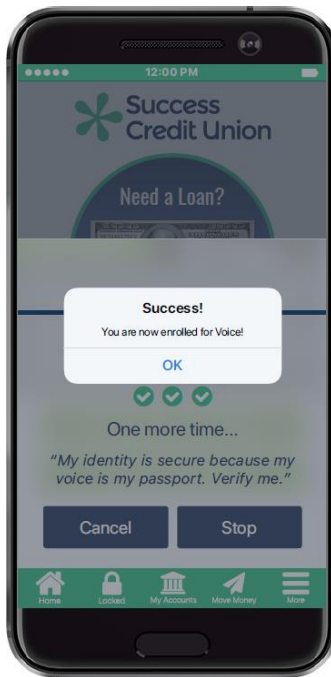 12:00 PM
Success
Credit Union
Need a Loan?
Success!
You are now enrolled for Voice!
OK
One more time...
“My identity is secure because my
voice is my passport. Verify me.”
Cancel Stop
Home Locked My Accounts Move Money More